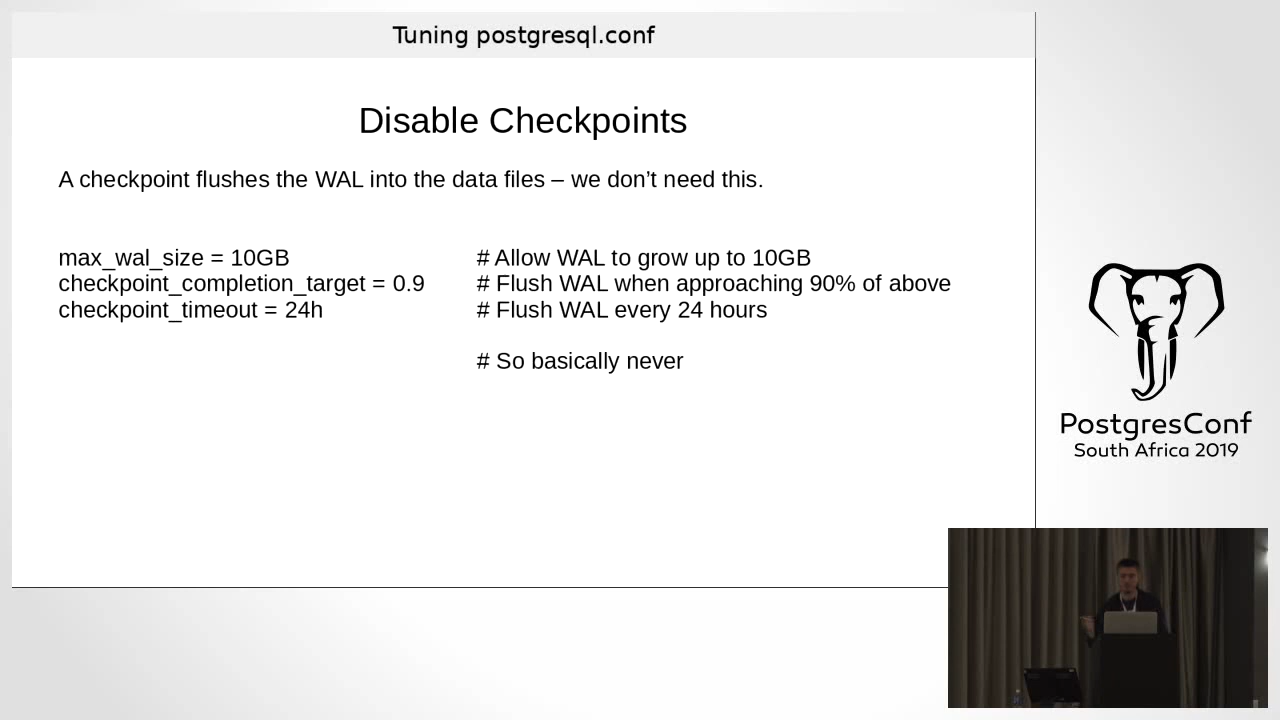 Tuning postgresql.conf
Disable Checkpoints
A checkpoint flushes the WAL into the data files – we don’t need this.
max_wal_size = 10GB # Allow WAL to grow up to 10GB
checkpoint_completion_target = 0.9 # Flush WAL when approaching 90% of above
checkpoint_timeout = 24h # Flush WAL every 24 hours
# So basically never
PostgresConf
South Africa 2019